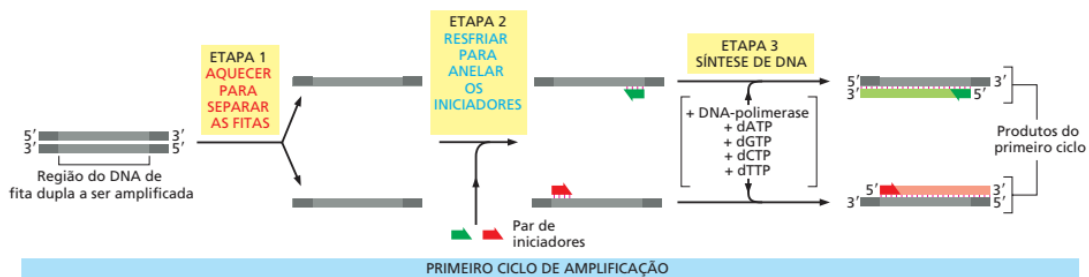 ETAPA 1
AQUECER
PARA
SEPARAR
AS FITAS
ETAPA 2
RESFRIAR
PARA
ANELAR
OS
INICIADORES
ETAPA 3
SÍNTESE DE DNA
5′ 3′
3′ 5′
Região do DNA de
fita dupla a ser amplificada
Par de
iniciadores
+ DNA-polimerase
+ dATP
+ dGTP
+ dCTP
+ dTTP
5′ 3′
3′ 5′
5′ 3′
3′ 5′
Produtos do
primeiro ciclo
PRIMEIRO CICLO DE AMPLIFICAÇÃO